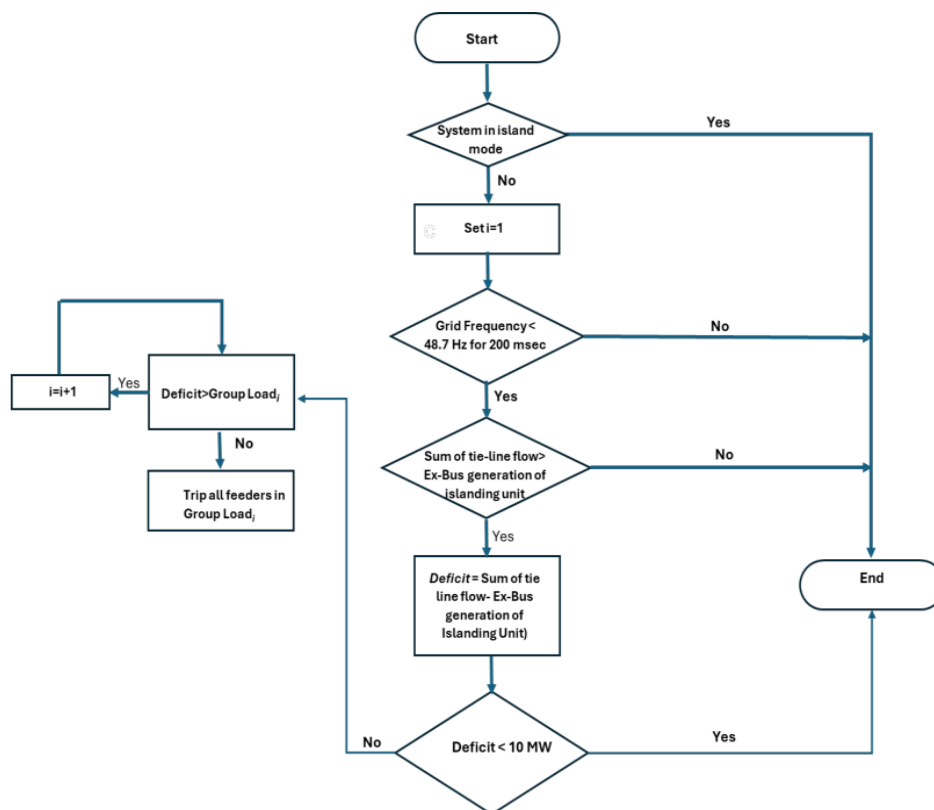 Start
System in island
mode
Yes
No
Set i=1
Grid Frequency <
48.7 Hz for 200 msec
No
Yes
Deficit>Group Loadᵢ
Yes
i=i+1
No
Trip all feeders in
Group Loadᵢ
Sum of tie-line flow>
Ex-Bus generation of
islanding unit
No
Yes
Deficit = Sum of tie
line flow- Ex-Bus
generation of
Islanding Unit)
End
Deficit < 10 MW
No
Yes